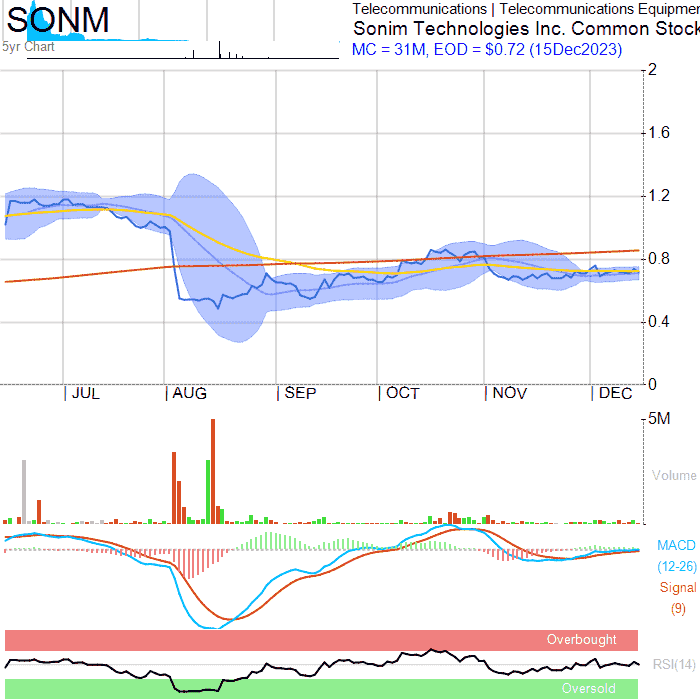 SONM
5yr Chart
Telecommunications | Telecommunications Equipmen
Sonim Technologies Inc. Common Stock
MC = 31M, EOD = $0.72 (15Dec2023)
2
1.6
1.2
0.8
0.4
0
JUL
AUG
SEP
OCT
NOV
DEC
5M
Volume
MACD
(12-26)
Signal
(9)
Overbought
RSI(14)
Oversold